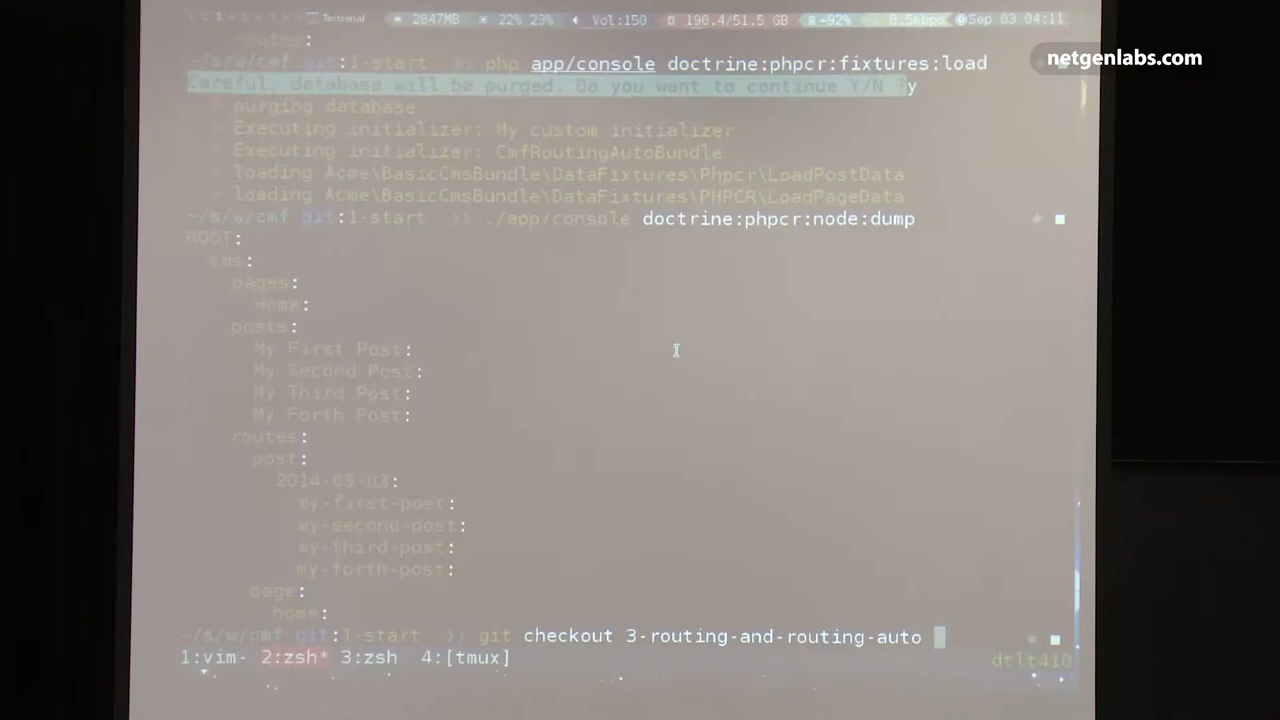 Terminal 2847MB 22% 23% Vol:150 190.4/51.5 GB 92% 0.5kbps Sep 03 04:11
netgenlabs.com
routes:
~/s/w/cmf git:1-start >> php app/console doctrine:phpcr:fixtures:load
Careful, database will be purged. Do you want to continue Y/N ?y
purging database
Executing initializer: My custom initializer
Executing initializer: CmfRoutingAutoBundle
loading Acme\BasicCmsBundle\DataFixtures\Phpcr\LoadPostData
loading Acme\BasicCmsBundle\DataFixtures\PHPCR\LoadPageData
~/s/w/cmf git:1-start >> ./app/console doctrine:phpcr:node:dump
ROOT:
cms:
pages:
Home:
posts:
My First Post:
My Second Post:
My Third Post:
My Forth Post:
routes:
post:
2014-09-03:
my-first-post:
my-second-post:
my-third-post:
my-forth-post:
page:
home:
~/s/w/cmf git:1-start >> git checkout 3-routing-and-routing-auto
1:vim- 2:zsh* 3:zsh 4:[tmux] dtlt410